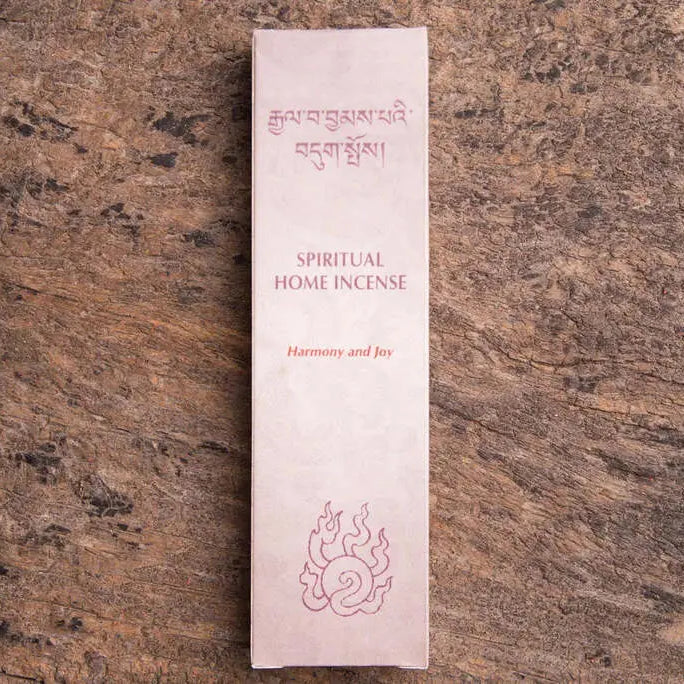 རྒྱལ་བ་བྱམས་པའི་
བདུག་སྤོས།
SPIRITUAL
HOME INCENSE
Harmony and Joy